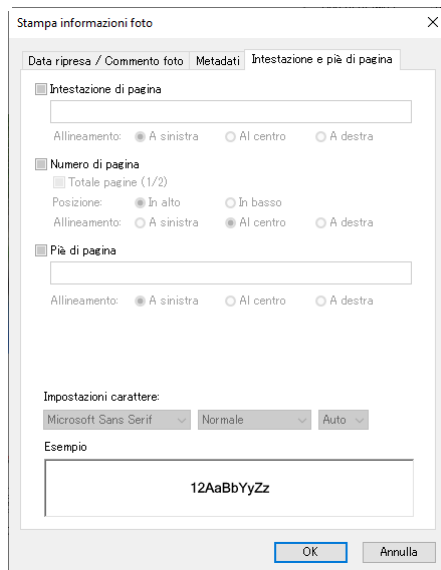 Stampa informazioni foto
Data ripresa / Commento foto Metadati Intestazione e piè di pagina
Intestazione di pagina
Allineamento: A sinistra Al centro A destra
Numero di pagina
Totale pagine (1/2)
Posizione: In alto In basso
Allineamento: A sinistra Al centro A destra
Piè di pagina
Allineamento: A sinistra Al centro A destra
Impostazioni carattere:
Microsoft Sans Serif Normale Auto
Esempio
12AaBbYyZz
OK Annulla